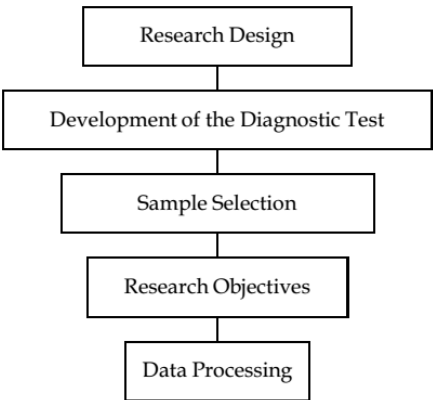 Research Design
Development of the Diagnostic Test
Sample Selection
Research Objectives
Data Processing